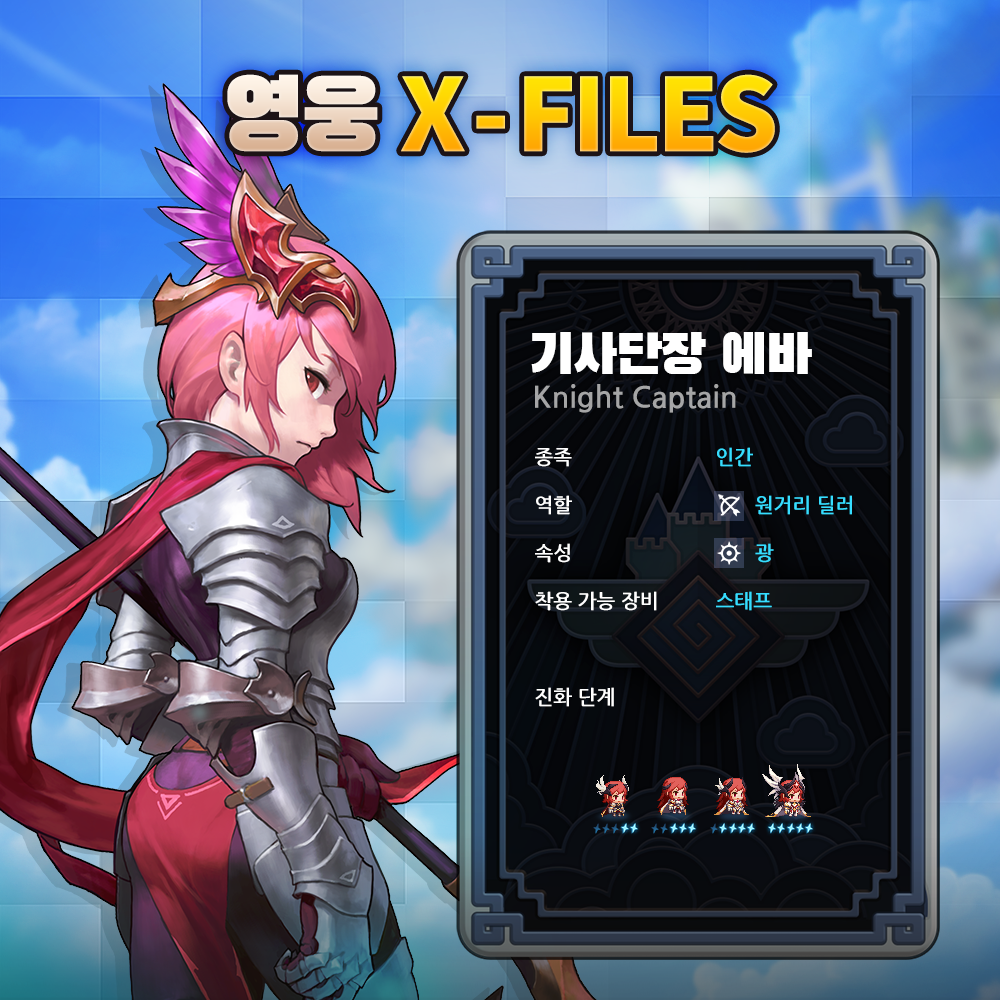 영웅 X-FILES
기사단장 에바
Knight Captain
종족 인간
역할 원거리 딜러
속성 광
착용 가능 장비 스태프
진화 단계